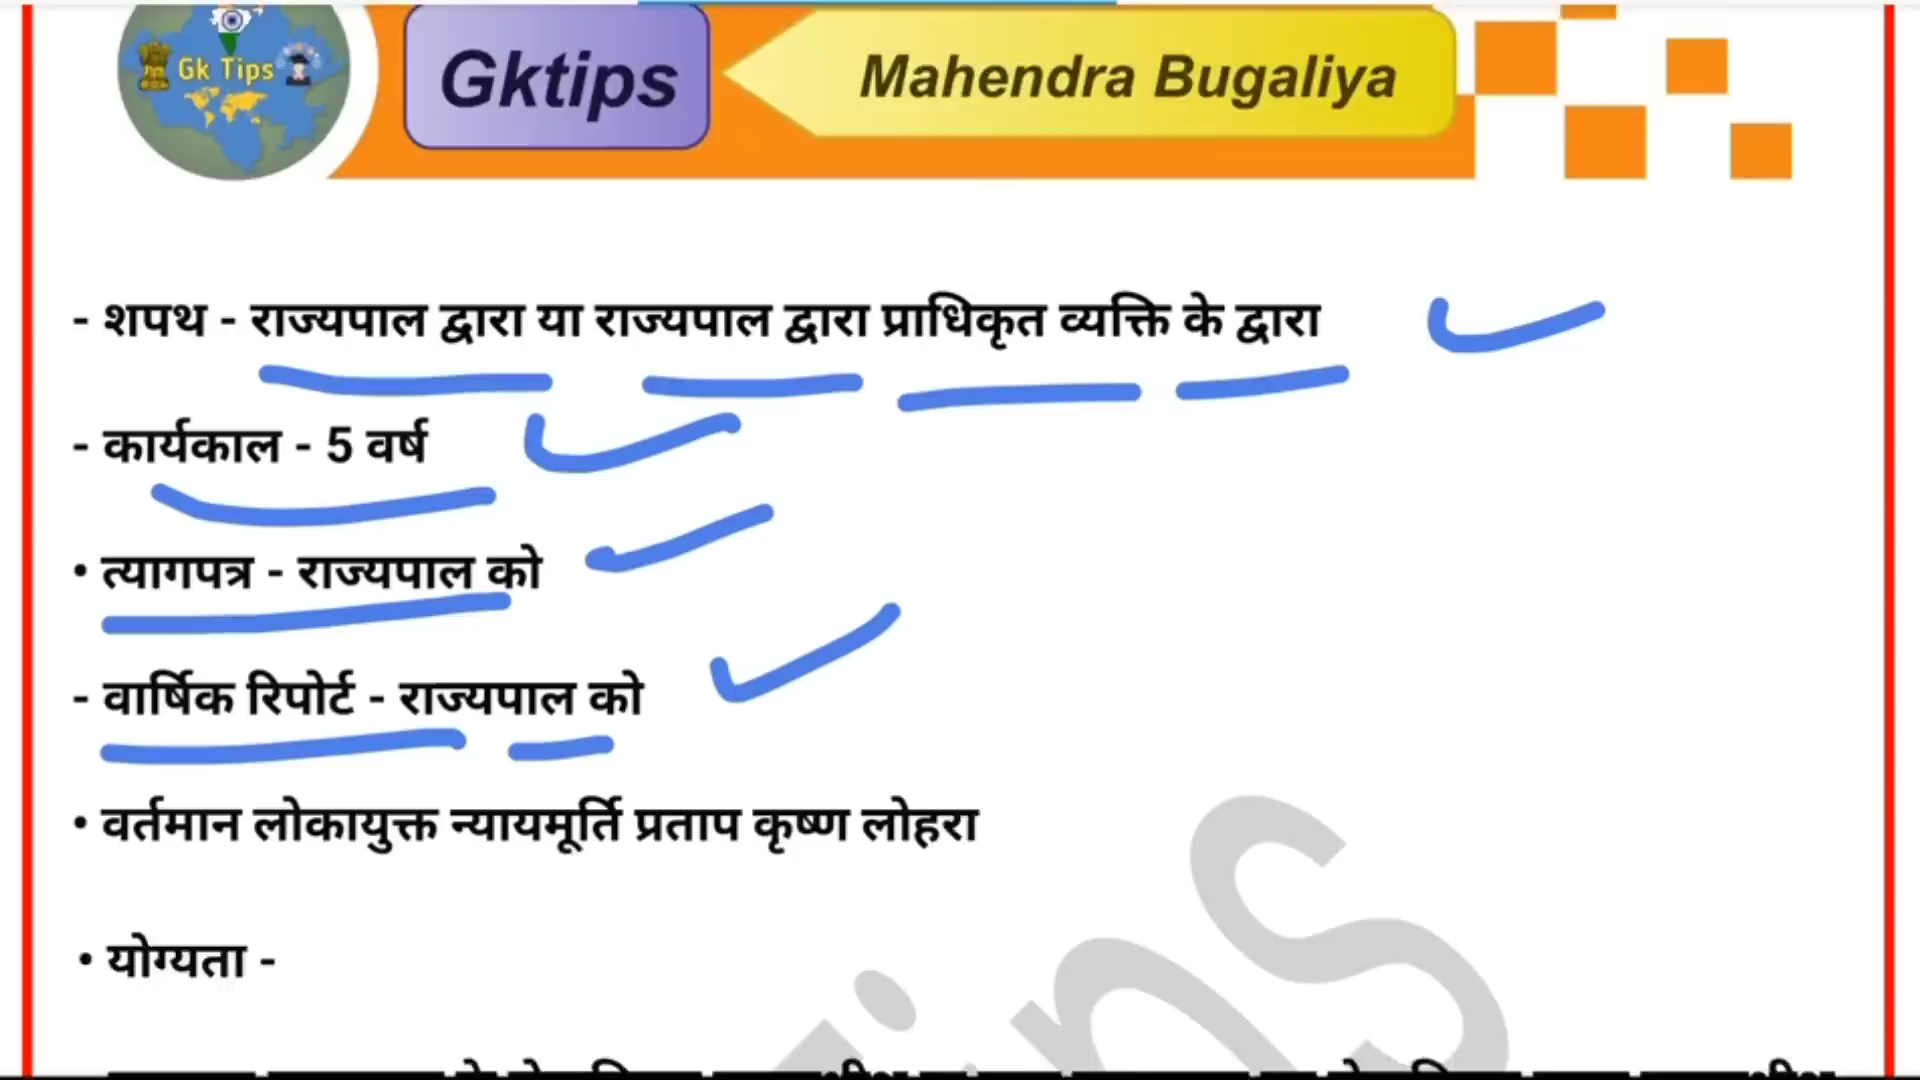 Gk Tips
Gktips
Mahendra Bugaliya
- शपथ - राज्यपाल द्वारा या राज्यपाल द्वारा प्राधिकृत व्यक्ति के द्वारा
- कार्यकाल - 5 वर्ष
• त्यागपत्र - राज्यपाल को
- वार्षिक रिपोर्ट - राज्यपाल को
• वर्तमान लोकायुक्त न्यायमूर्ति प्रताप कृष्ण लोहरा
• योग्यता -